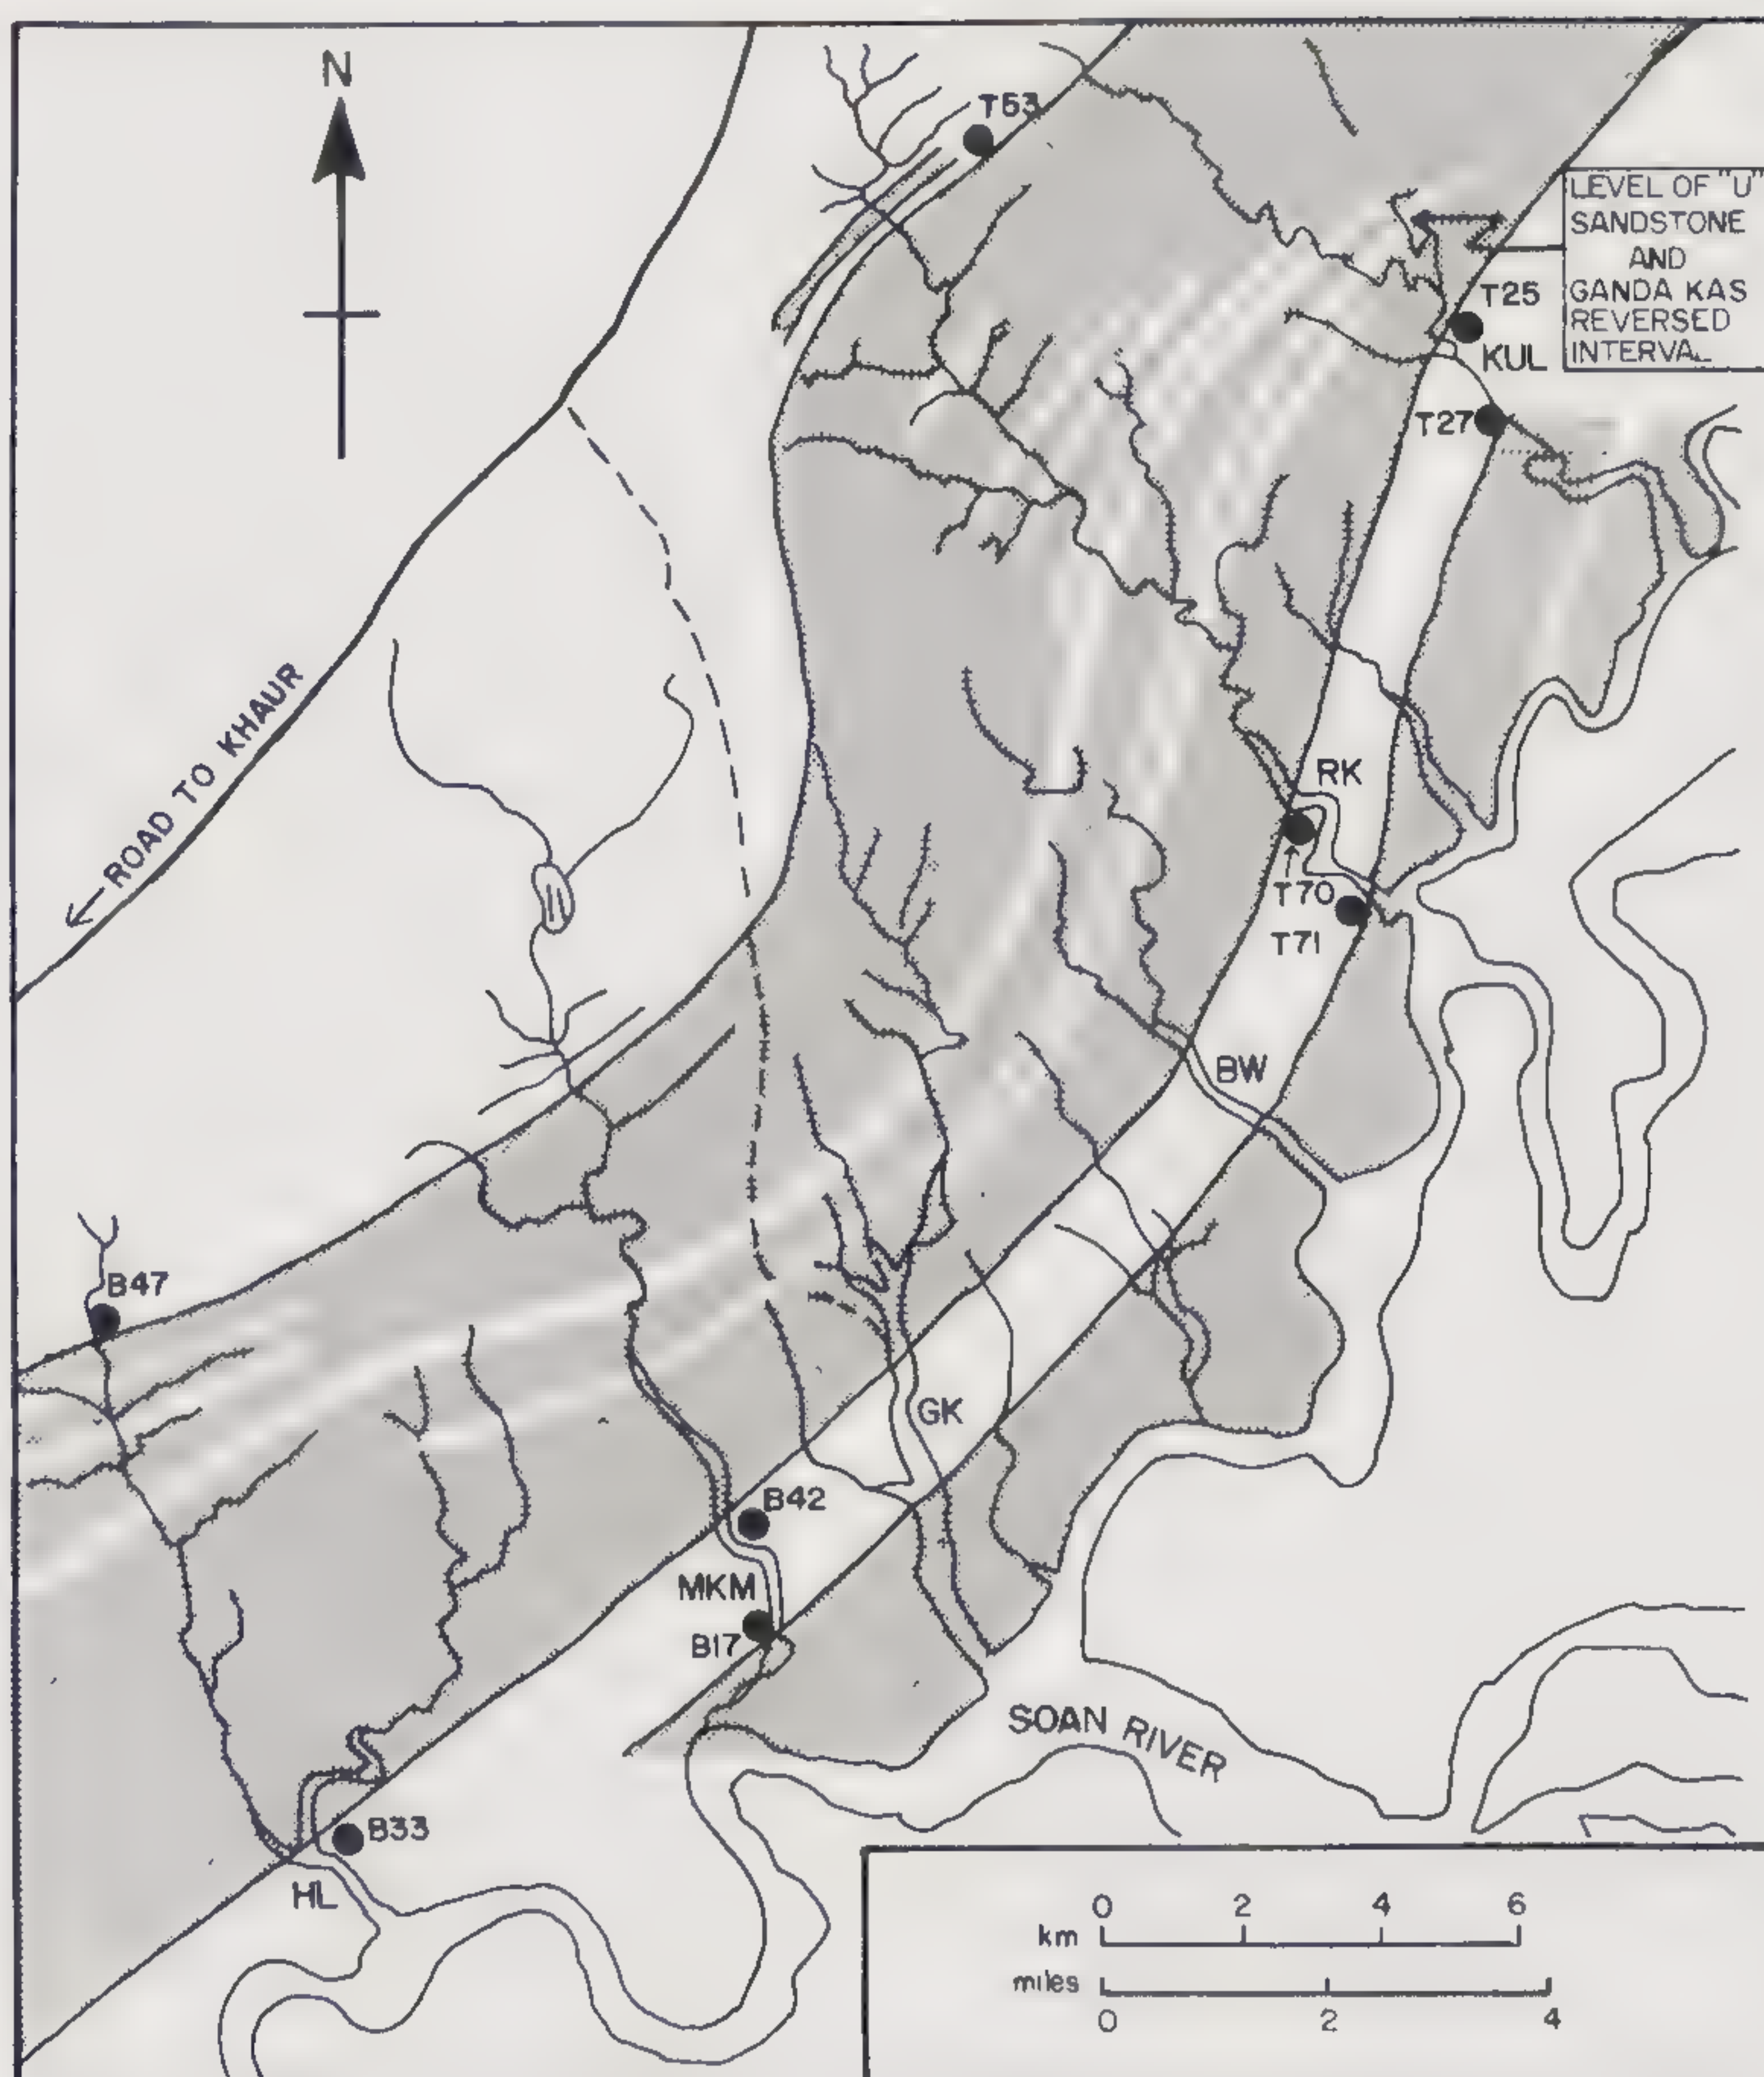 N
T53
LEVEL OF "U"
SANDSTONE
AND
GANDA KAS
REVERSED
INTERVAL
T25
KUL
T27
← ROAD TO KHAUR
RK
T70
T71
BW
B47
GK
B42
MKM
B17
SOAN RIVER
B33
HL
0 2 4 6
km
miles
0 2 4